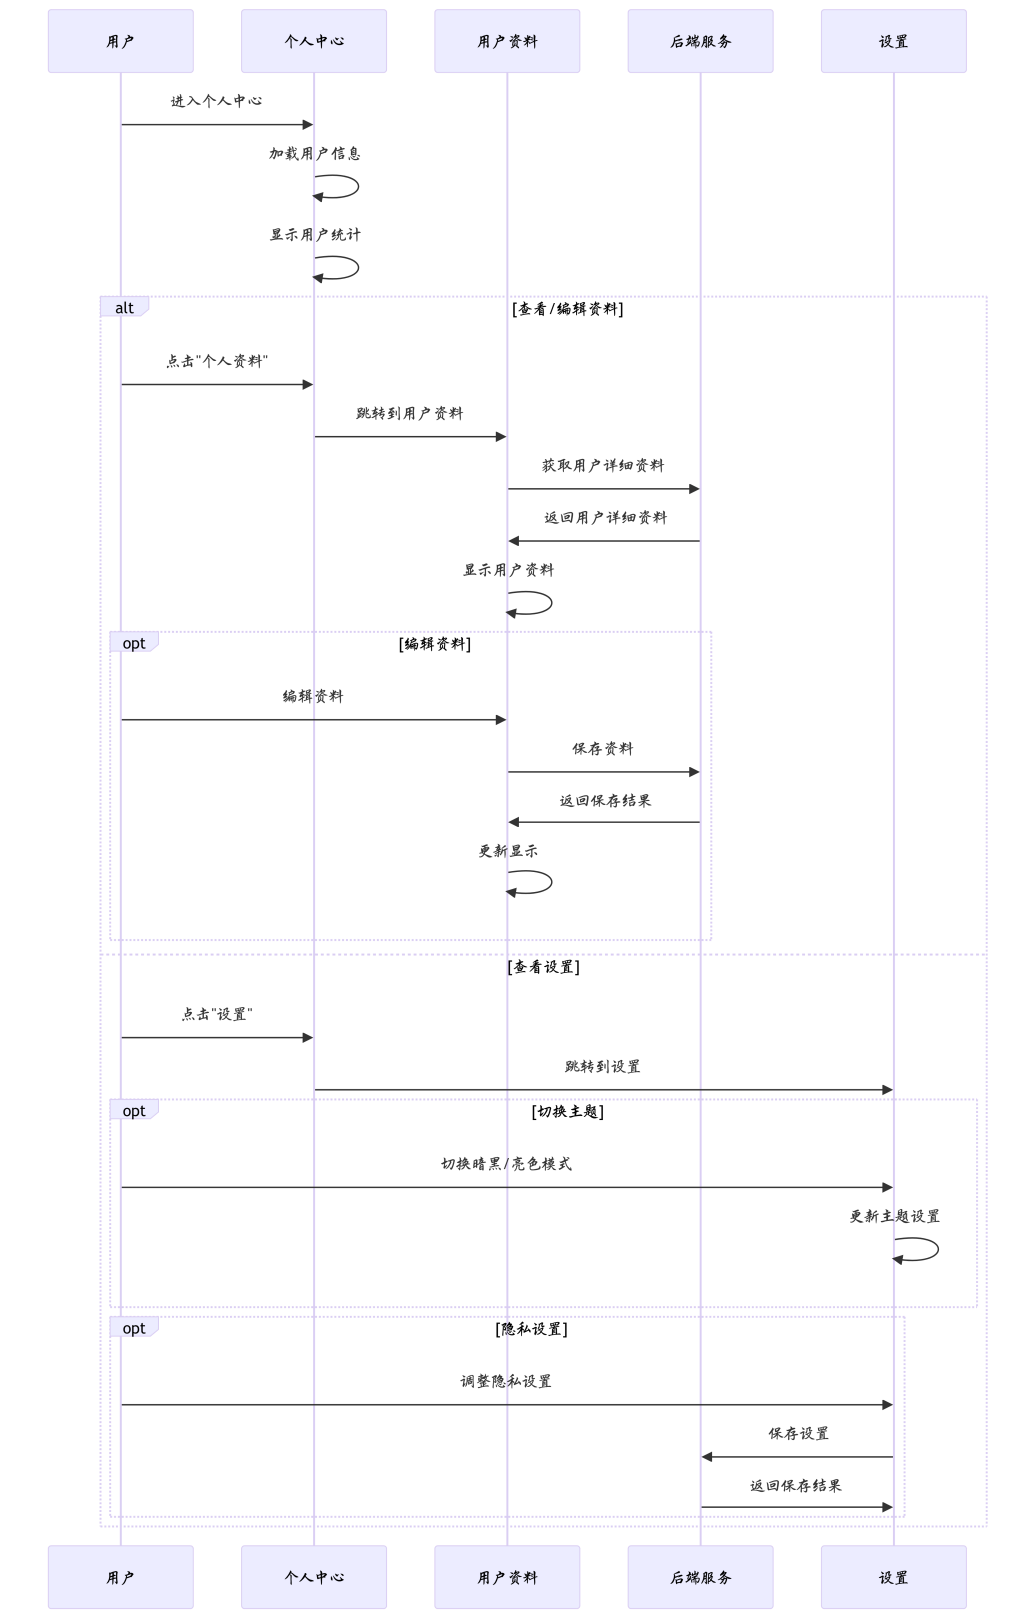 用户
个人中心
用户资料
后端服务
设置
进入个人中心
加载用户信息
显示用户统计
alt
[查看/编辑资料]
点击"个人资料"
跳转到用户资料
获取用户详细资料
返回用户详细资料
显示用户资料
opt
[编辑资料]
编辑资料
保存资料
返回保存结果
更新显示
[查看设置]
点击"设置"
跳转到设置
opt
[切换主题]
切换暗黑/亮色模式
更新主题设置
opt
[隐私设置]
调整隐私设置
保存设置
返回保存结果
用户
个人中心
用户资料
后端服务
设置